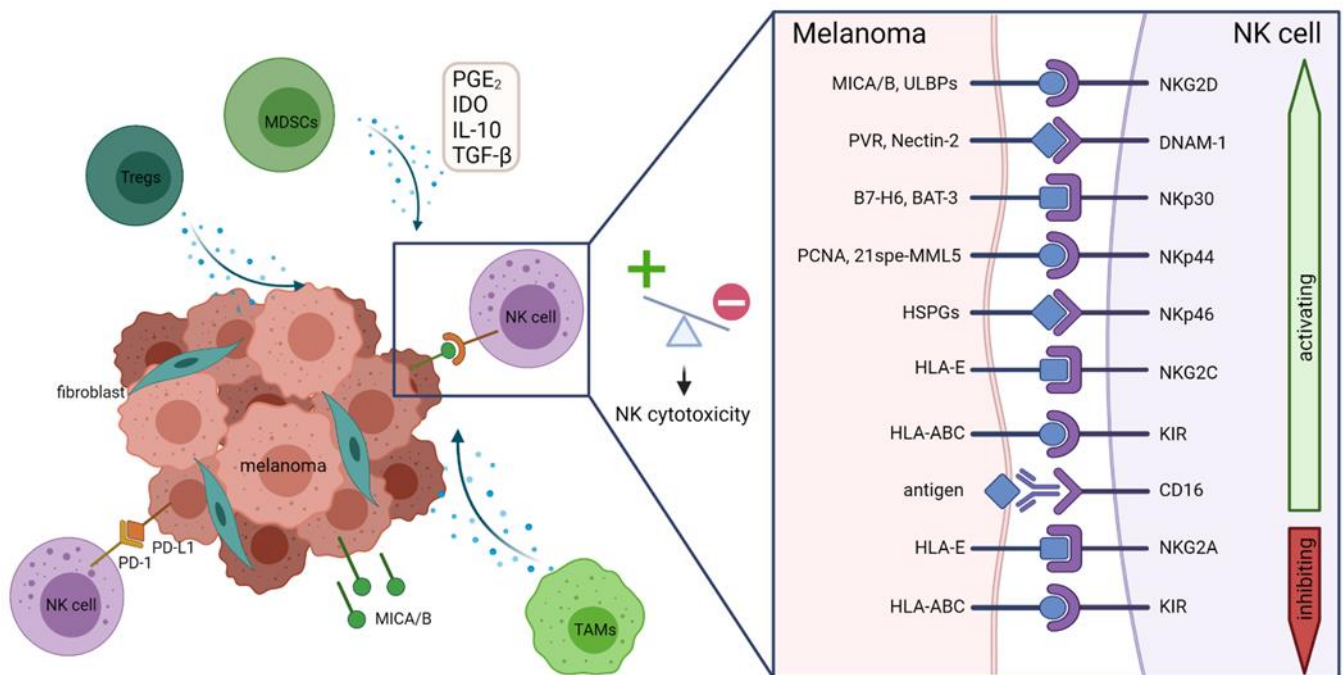 MDSCs
PGE₂
IDO
IL-10
TGF-β
Tregs
NK cell
fibroblast
melanoma
NK cytotoxicity
PD-L1
PD-1
NK cell
MICA/B
TAMs
Melanoma
NK cell
MICA/B, ULBPs
NKG2D
PVR, Nectin-2
DNAM-1
B7-H6, BAT-3
NKp30
PCNA, 21spe-MML5
NKp44
HSPGs
NKp46
HLA-E
NKG2C
HLA-ABC
KIR
antigen
CD16
HLA-E
NKG2A
HLA-ABC
KIR
activating
inhibiting